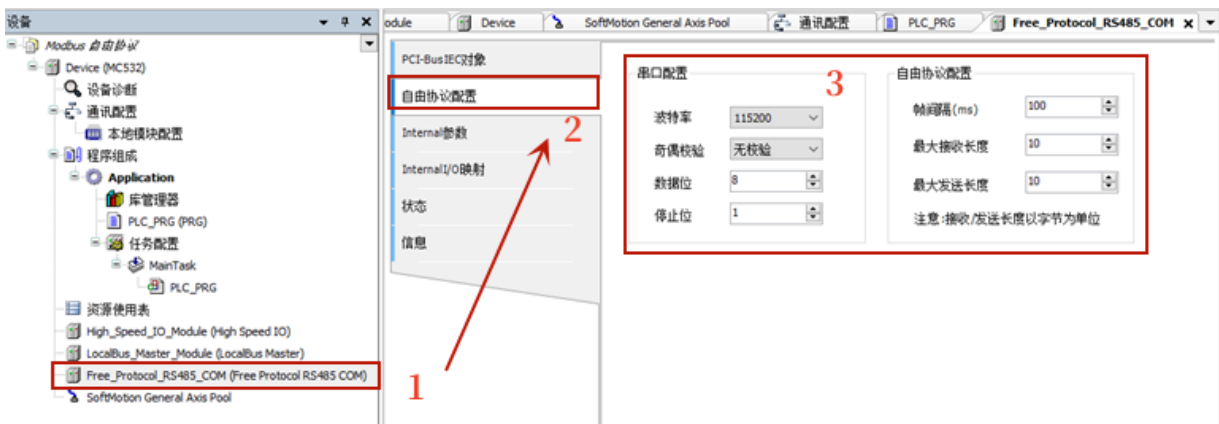 设备
Modbus 自由协议
Device (MC532)
设备诊断
通讯配置
本地模块配置
程序组成
Application
库管理器
PLC_PRG (PRG)
任务配置
MainTask
PLC_PRG
资源使用表
High_Speed_IO_Module (High Speed IO)
LocalBus_Master_Module (LocalBus Master)
Free_Protocol_RS485_COM (Free Protocol RS485 COM)
SoftMotion General Axis Pool
1
odule Device SoftMotion General Axis Pool 通讯配置 PLC_PRG Free_Protocol_RS485_COM
PCI-BusIEC对象
自由协议配置
Internal参数
InternalI/O映射
状态
信息
2
3
串口配置
波特率 115200
奇偶校验 无校验
数据位 8
停止位 1
自由协议配置
帧间隔(ms) 100
最大接收长度 10
最大发送长度 10
注意:接收/发送长度以字节为单位